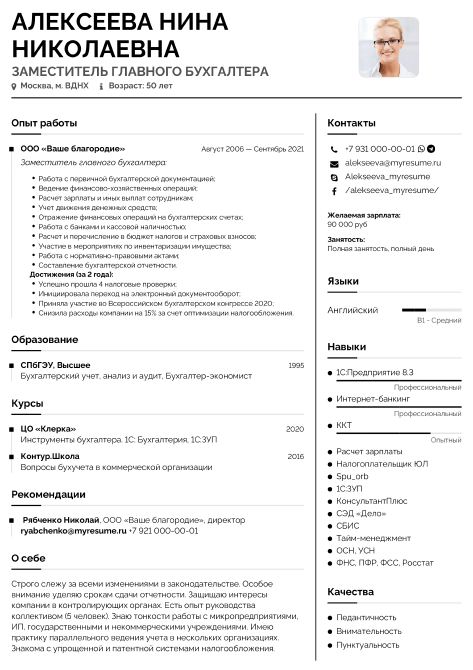 АЛЕКСЕЕВА НИНА
НИКОЛАЕВНА
ЗАМЕСТИТЕЛЬ ГЛАВНОГО БУХГАЛТЕРА
Москва, м. ВДНХ Возраст: 50 лет
Опыт работы
ООО «Ваше благородие» Август 2006 — Сентябрь 2021
Заместитель главного бухгалтера:
Работа с первичной бухгалтерской документацией;
Ведение финансово-хозяйственных операций;
Расчет зарплаты и иных выплат сотрудникам;
Учет движения денежных средств;
Отражение финансовых операций на бухгалтерских счетах;
Работа с банками и кассовой наличностью;
Расчет и перечисление в бюджет налогов и страховых взносов;
Участие в мероприятиях по инвентаризации имущества;
Работа с нормативно-правовыми актами;
Составление бухгалтерской отчетности.
Достижения (за 2 года):
Успешно прошла 4 налоговые проверки;
Инициировала переход на электронный документооборот;
Приняла участие во Всероссийском бухгалтерском конгрессе 2020;
Снизила расходы компании на 15% за счет оптимизации налогообложения.
Образование
СПбГЭУ, Высшее 1995
Бухгалтерский учет, анализ и аудит, Бухгалтер-экономист
Курсы
ЦО «Клерка» 2020
Инструменты бухгалтера. 1С: Бухгалтерия, 1С:ЗУП
Контур.Школа 2016
Вопросы бухучета в коммерческой организации
Рекомендации
Рябченко Николай, ООО «Ваше благородие», директор
ryabchenko@myresume.ru +7 921 000-00-01
О себе
Строго слежу за всеми изменениями в законодательстве. Особое
внимание уделяю срокам сдачи отчетности. Защищаю интересы
компании в контролирующих органах. Есть опыт руководства
коллективом (5 человек). Знаю тонкости работы с микропредприятиями,
ИП, государственными и некоммерческими учреждениями. Имею
практику параллельного ведения учета в нескольких организациях.
Знакома с упрощенной и патентной системами налогообложения.
Контакты
+7 931 000-00-01
alekseeva@myresume.ru
Alekseeva_myresume
/alekseeva_myresume/
Желаемая зарплата:
90 000 руб
Занятость:
Полная занятость, полный день
Языки
Английский
B1 - Средний
Навыки
1С:Предприятие 8.3
Профессиональный
Интернет-банкинг
Профессиональный
ККТ
Опытный
Расчет зарплаты
Налогоплательщик ЮЛ
Spu_orb
1С:ЗУП
КонсультантПлюс
СЭД «Дело»
СБИС
Тайм-менеджмент
ОСН, УСН
ФНС, ПФР, ФСС, Росстат
Качества
Педантичность
Внимательность
Пунктуальность